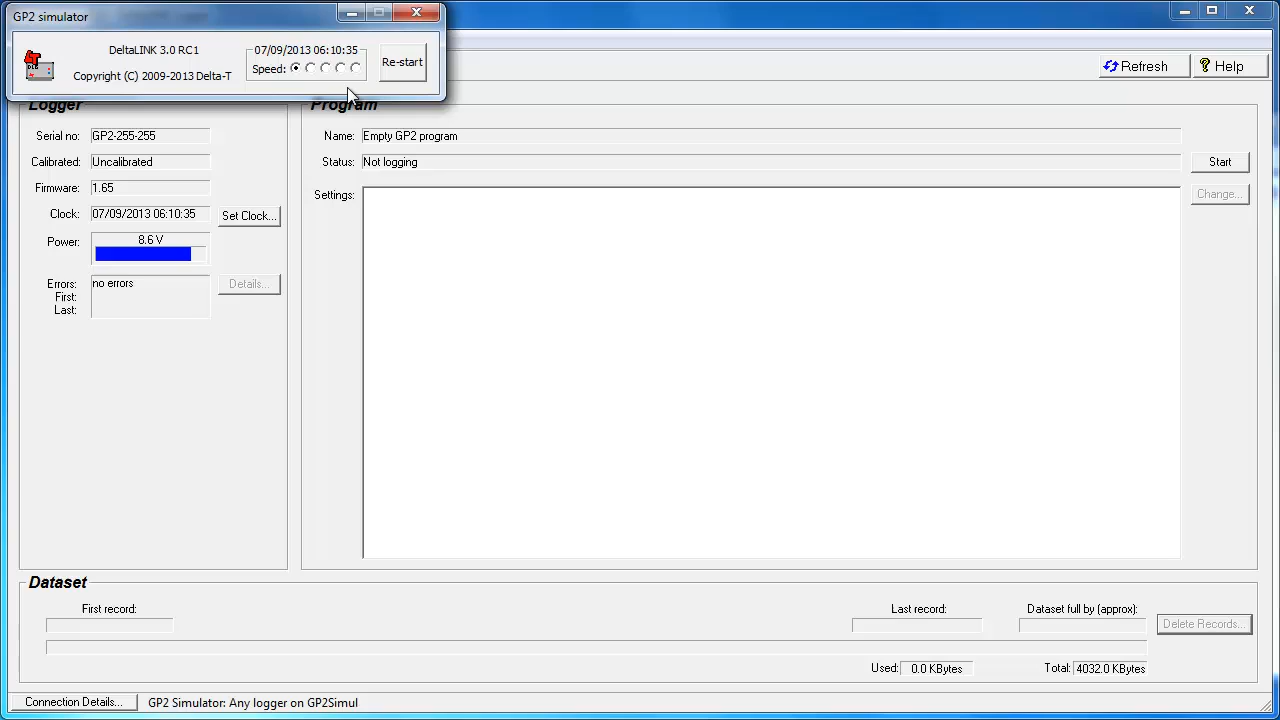 GP2 simulator
DeltaLINK 3.0 RC1
Copyright (C) 2009-2013 Delta-T
07/09/2013 06:10:35
Speed:
Re-start
Refresh
Help
Logger
Serial no: GP2-255-255
Calibrated: Uncalibrated
Firmware: 1.65
Clock: 07/09/2013 06:10:35 Set Clock...
Power: 8.6 V
Errors: no errors Details...
First:
Last:
Program
Name: Empty GP2 program
Status: Not logging Start
Settings: Change...
Dataset
First record: Last record: Dataset full by (approx):
Delete Records...
Used: 0.0 KBytes Total: 4032.0 KBytes
Connection Details... GP2 Simulator: Any logger on GP2Simul